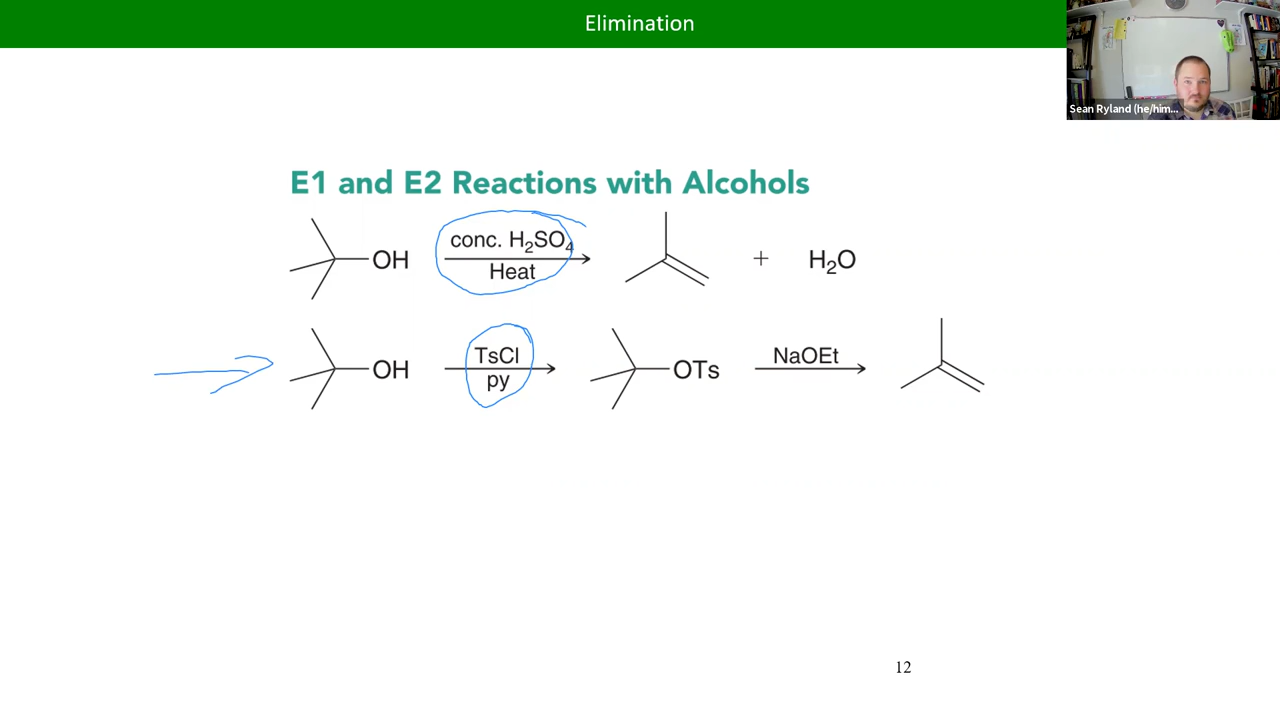 Elimination
Sean Ryland (he/him...
E1 and E2 Reactions with Alcohols
OH
conc. H₂SO₄
Heat
+
H₂O
OH
TsCl
py
OTs
NaOEt
12